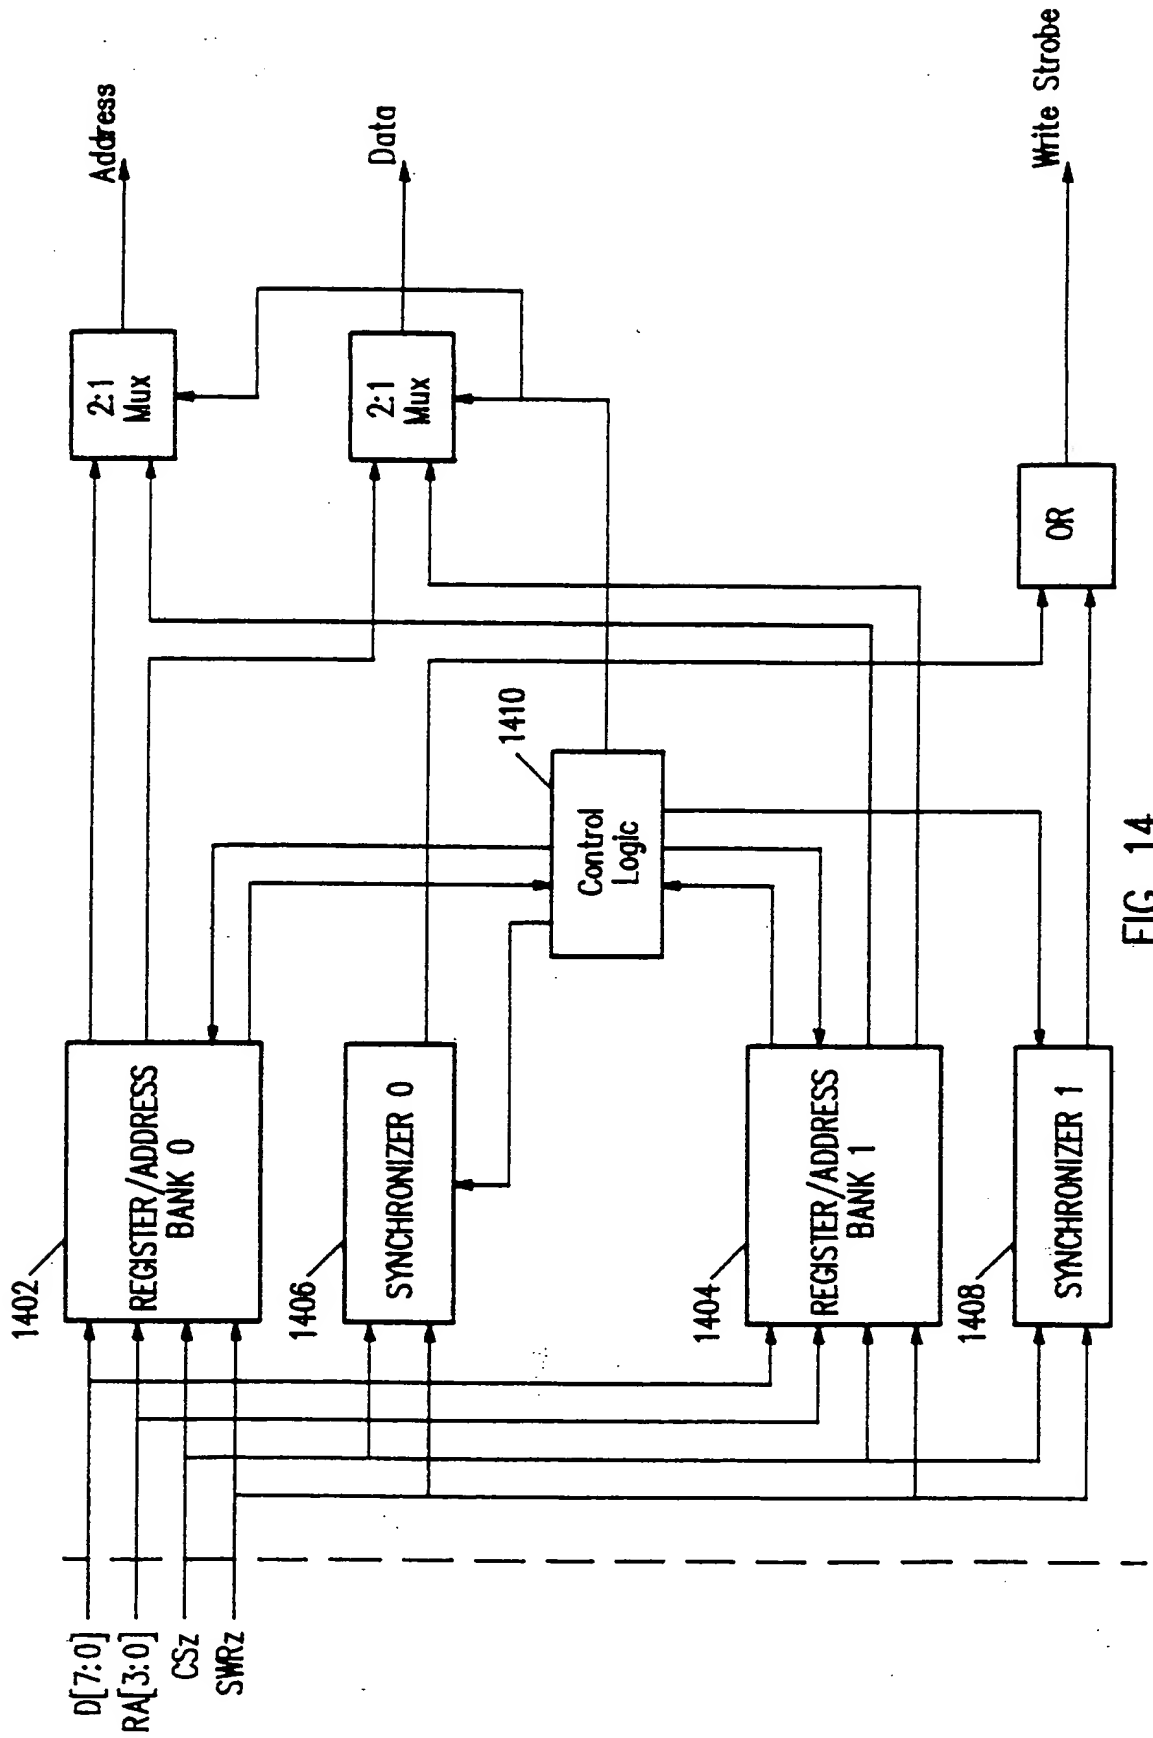 D[7:0]
RA[3:0]
CSz
SWRz
1402
REGISTER/ADDRESS
BANK 0
1406
SYNCHRONIZER 0
1404
REGISTER/ADDRESS
BANK 1
1408
SYNCHRONIZER 1
1410
Control
Logic
2:1
Mux
2:1
Mux
OR
Address
Data
Write Strobe
FIG. 14